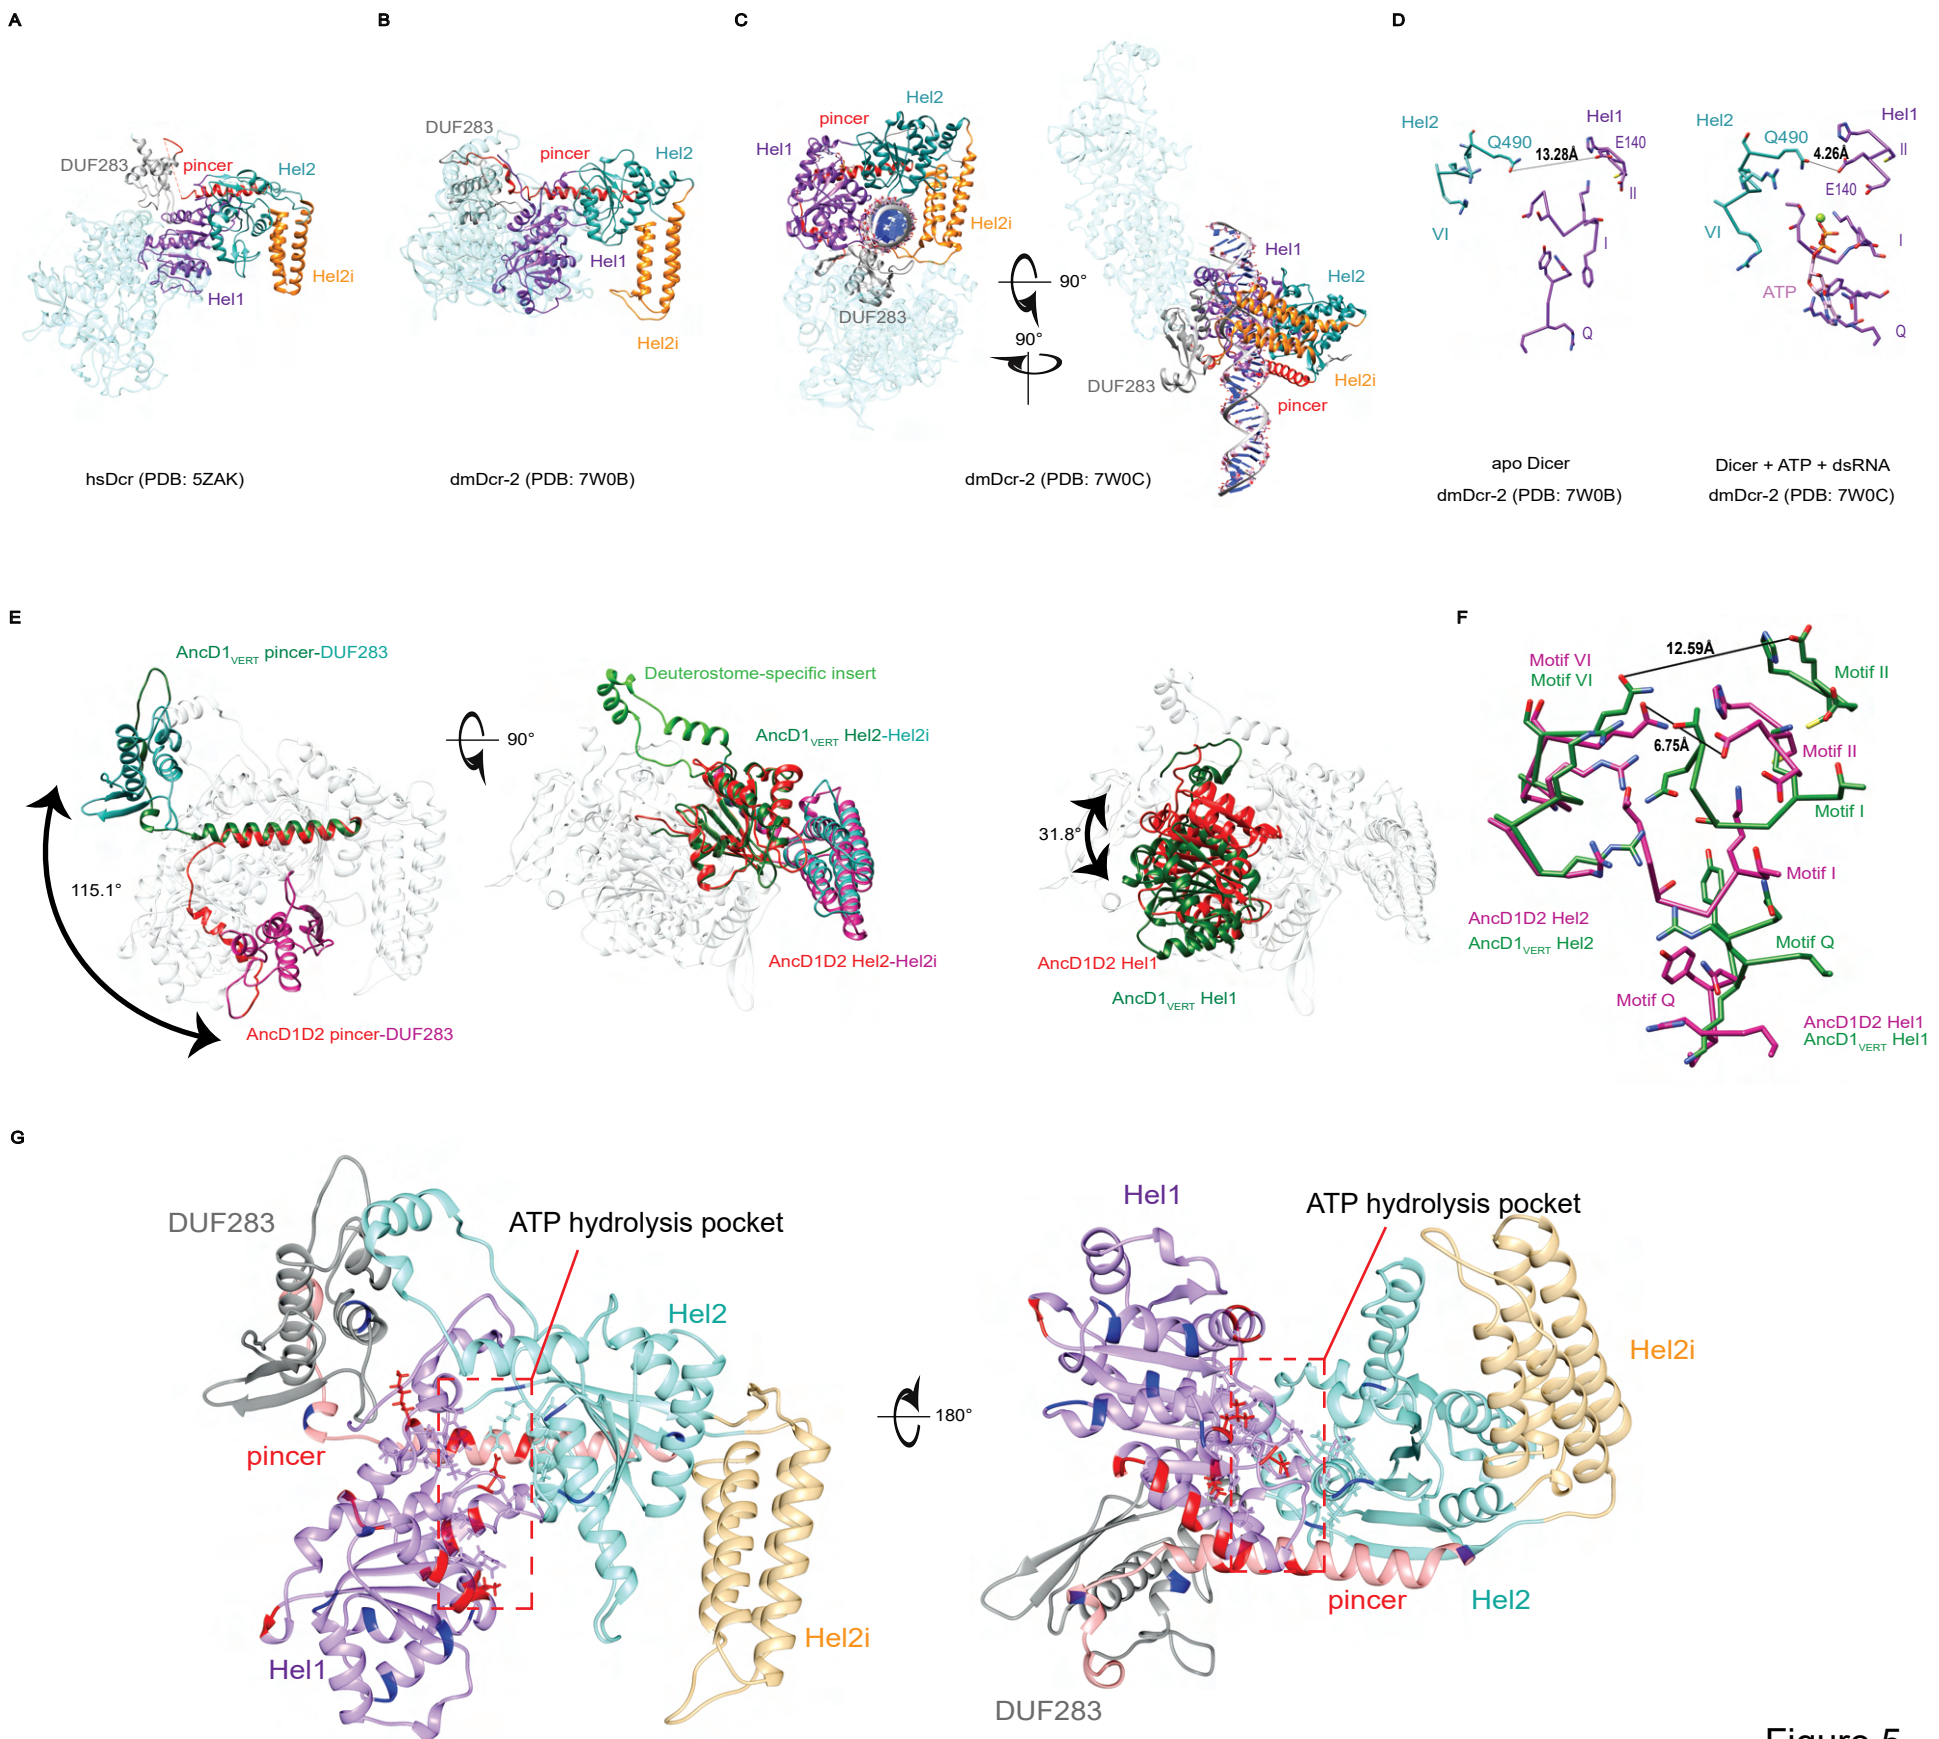 A
DUF283
pincer
Hel2
Hel2i
Hel1
hsDcr (PDB: 5ZAK)
B
DUF283
pincer
Hel2
Hel1
Hel2i
dmDcr-2 (PDB: 7W0B)
C
Hel2
pincer
Hel1
Hel2i
DUF283
90°
90°
Hel1
Hel2
DUF283
Hel2i
pincer
dmDcr-2 (PDB: 7W0C)
D
Hel2
Hel1
Q490
E140
13.28Å
II
VI
I
Q
apo Dicer
dmDcr-2 (PDB: 7W0B)
Hel2
Hel1
Q490
4.26Å
II
E140
VI
I
ATP
Q
Dicer + ATP + dsRNA
dmDcr-2 (PDB: 7W0C)
E
AncD1VERT pincer-DUF283
115.1°
AncD1D2 pincer-DUF283
90°
Deuterostome-specific insert
AncD1VERT Hel2-Hel2i
AncD1D2 Hel2-Hel2i
31.8°
AncD1D2 Hel1
AncD1VERT Hel1
F
12.59Å
Motif VI
Motif VI
Motif II
6.75Å
Motif II
Motif I
Motif I
AncD1D2 Hel2
AncD1VERT Hel2
Motif Q
Motif Q
AncD1D2 Hel1
AncD1VERT Hel1
G
DUF283
ATP hydrolysis pocket
Hel2
pincer
Hel1
Hel2i
180°
Hel1
ATP hydrolysis pocket
Hel2i
pincer
Hel2
DUF283
Figure 5